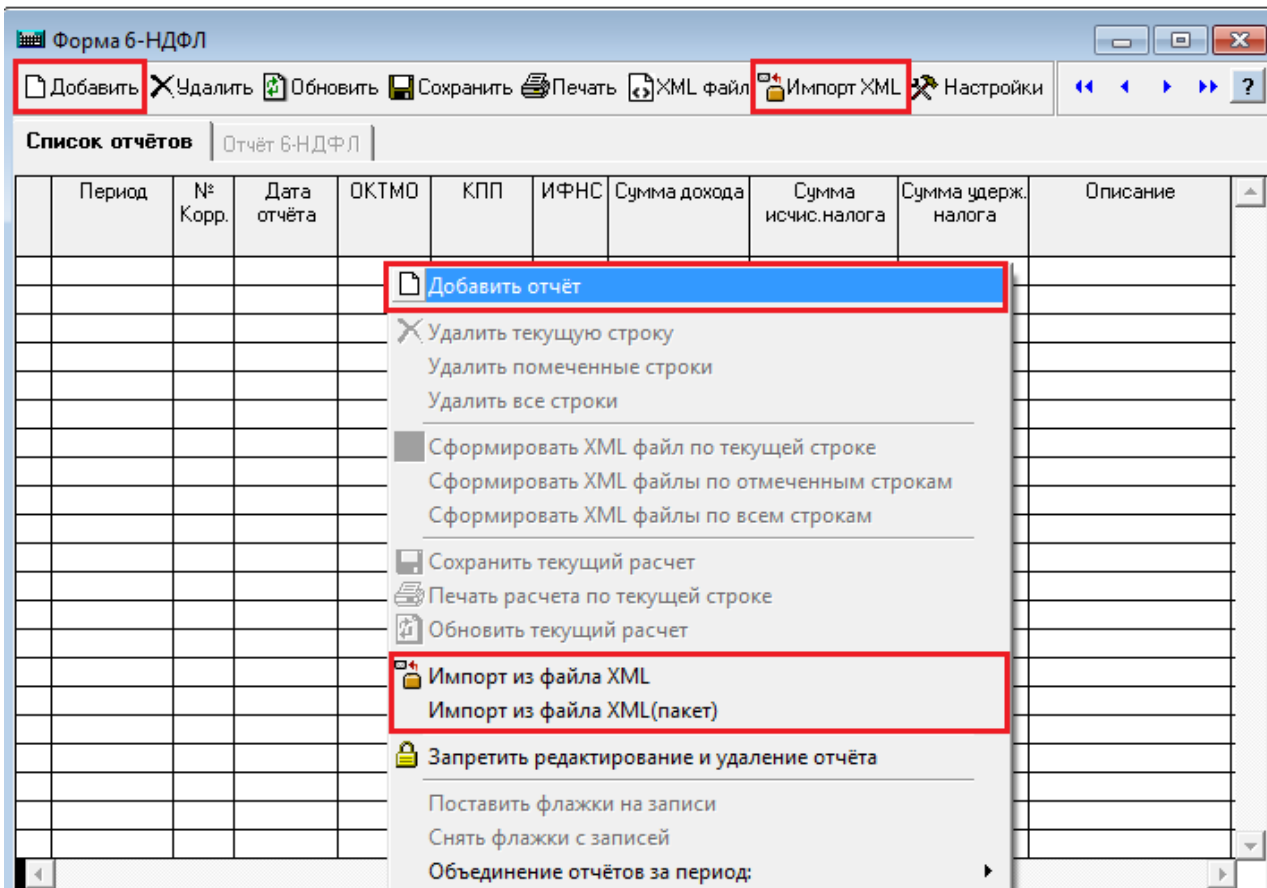 Форма 6-НДФЛ
Добавить Удалить Обновить Сохранить Печать XML файл Импорт XML Настройки ?
Список отчётов Отчёт 6-НДФЛ
Период № Дата ОКТМО КПП ИФНС Сумма дохода Сумма Сумма удерж. Описание
Корр. отчёта исчис.налога налога
Добавить отчёт
Удалить текущую строку
Удалить помеченные строки
Удалить все строки
Сформировать XML файл по текущей строке
Сформировать XML файлы по отмеченным строкам
Сформировать XML файлы по всем строкам
Сохранить текущий расчет
Печать расчета по текущей строке
Обновить текущий расчет
Импорт из файла XML
Импорт из файла XML(пакет)
Запретить редактирование и удаление отчёта
Поставить флажки на записи
Снять флажки с записей
Объединение отчётов за период: